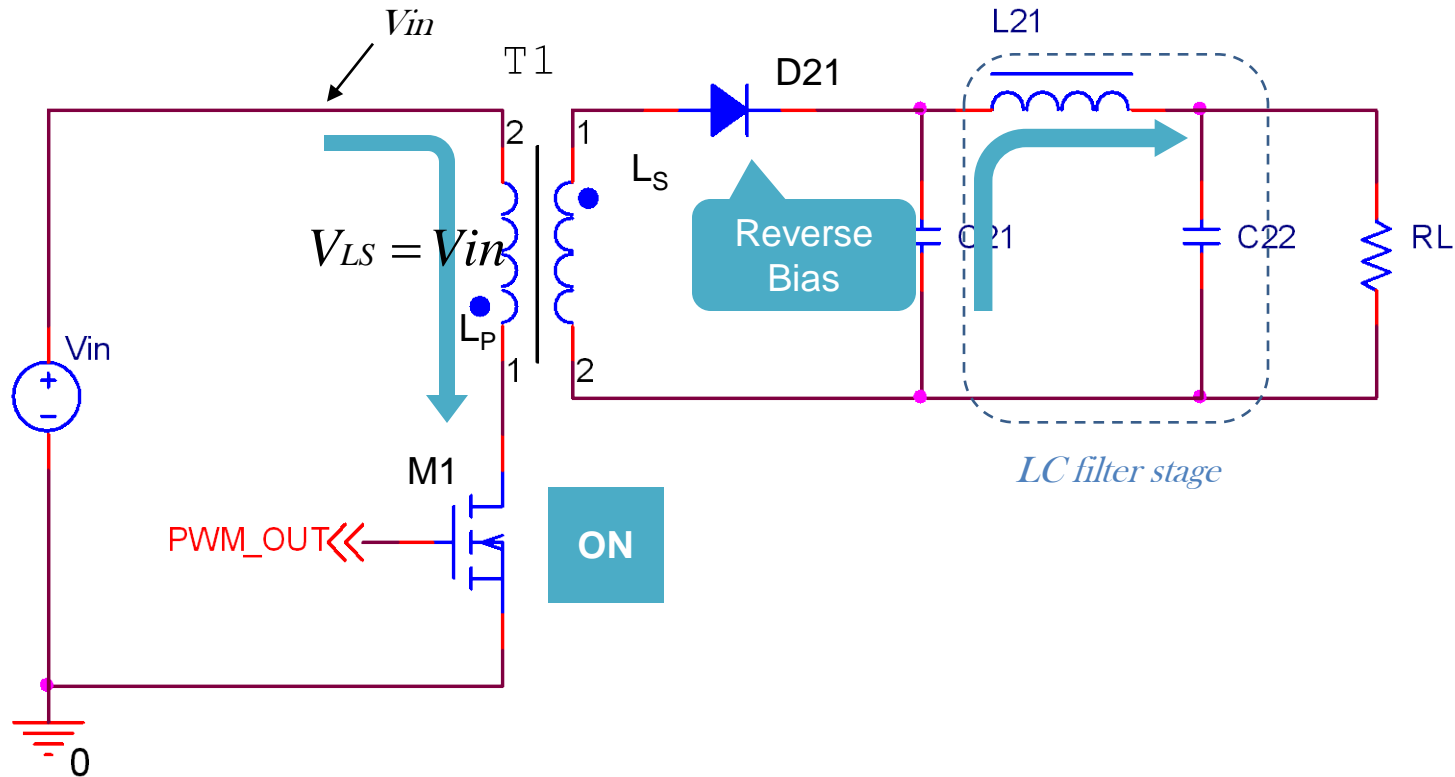 Vin
L21
T1
D21
2
1
LS
Reverse
Bias
C21
C22
RL
VLS = Vin
LP
Vin
1
2
LC filter stage
M1
PWM_OUT
ON
0